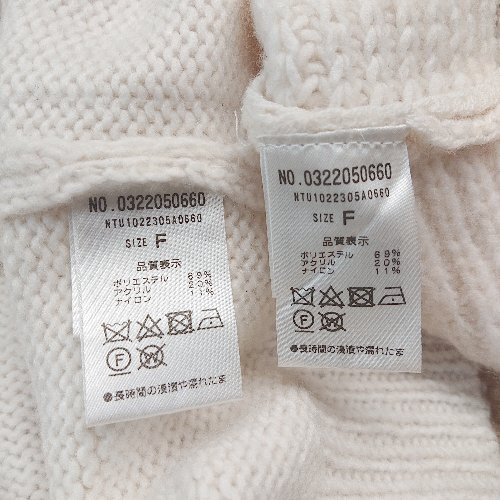 NO.0322050660
NTU1022305A0660
SIZE F
品質表示
ポリエステル 69%
アクリル 20%
ナイロン 11%
F
W
●長時間の浸漬や濡れたま
NO.0322050660
NTU1022305A0660
SIZE F
品質表示
ポリエステル 69%
アクリル 20%
ナイロン 11%
F
W
●長時間の浸漬や濡れたま